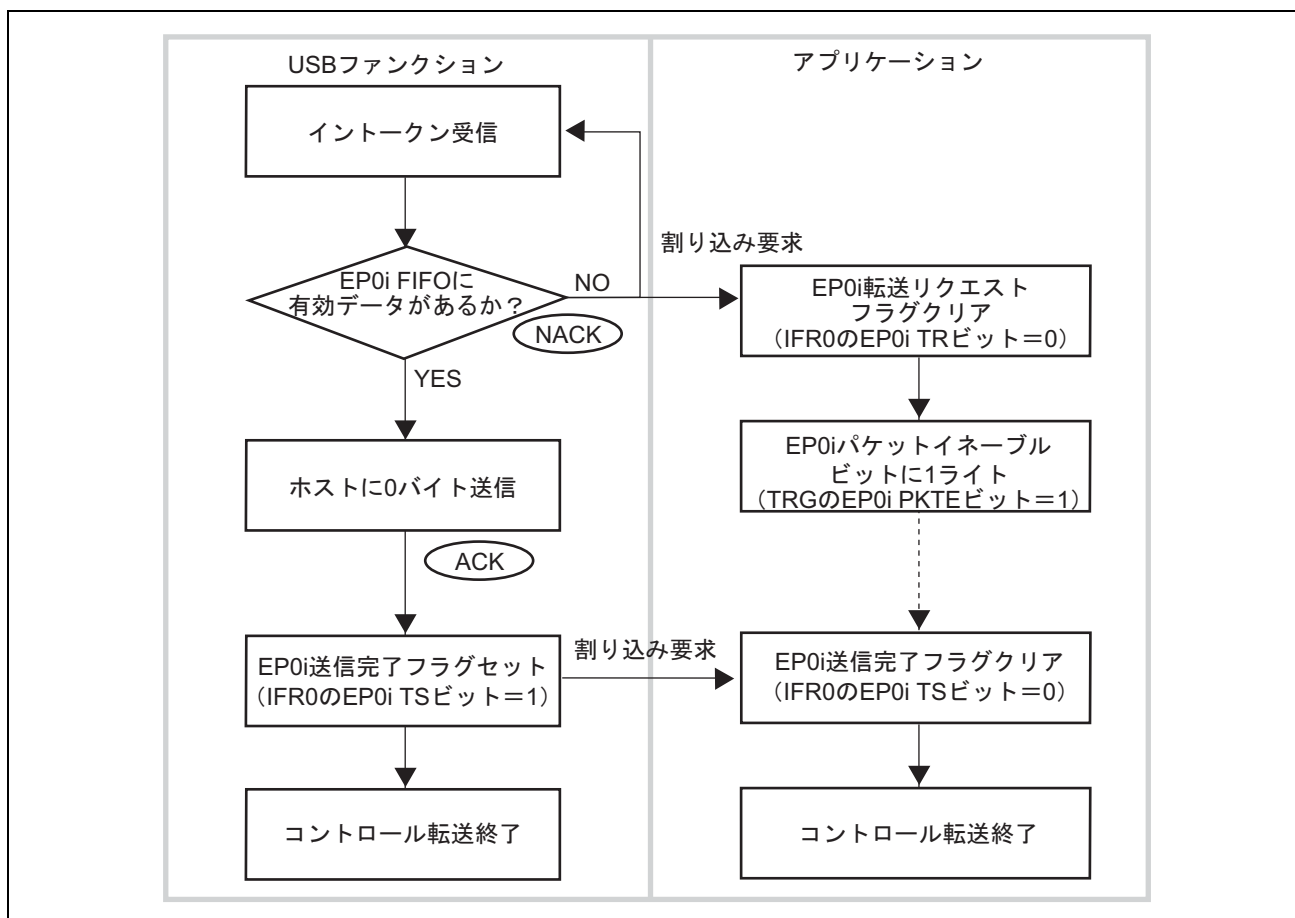 USBファンクション
アプリケーション
イントークン受信
割り込み要求
EP0i FIFOに
有効データがあるか？
NO
NACK
YES
EP0i転送リクエスト
フラグクリア
（IFR0のEP0i TRビット＝0）
EP0iパケットイネーブル
ビットに1ライト
（TRGのEP0i PKTEビット＝1）
ホストに0バイト送信
ACK
EP0i送信完了フラグセット
（IFR0のEP0i TSビット＝1）
割り込み要求
EP0i送信完了フラグクリア
（IFR0のEP0i TSビット＝0）
コントロール転送終了
コントロール転送終了